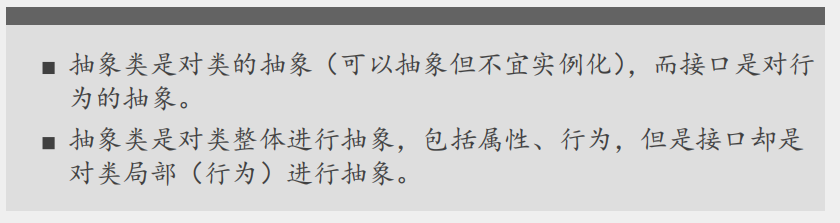 ■ 抽象类是对类的抽象（可以抽象但不宜实例化），而接口是对行
为的抽象。
■ 抽象类是对类整体进行抽象，包括属性、行为，但是接口却是
对类局部（行为）进行抽象。